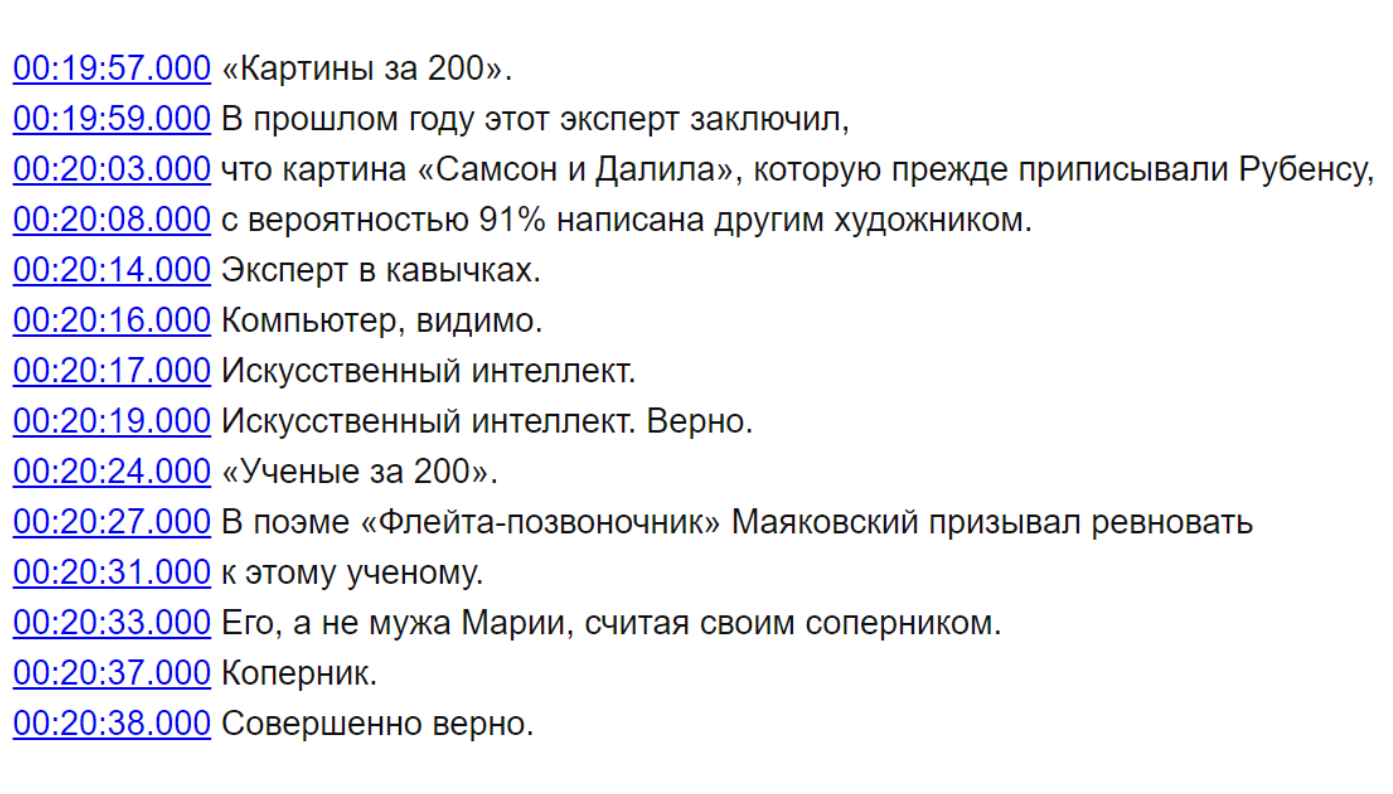 00:19:57.000 «Картины за 200».
00:19:59.000 В прошлом году этот эксперт заключил,
00:20:03.000 что картина «Самсон и Далила», которую прежде приписывали Рубенсу,
00:20:08.000 с вероятностью 91% написана другим художником.
00:20:14.000 Эксперт в кавычках.
00:20:16.000 Компьютер, видимо.
00:20:17.000 Искусственный интеллект.
00:20:19.000 Искусственный интеллект. Верно.
00:20:24.000 «Ученые за 200».
00:20:27.000 В поэме «Флейта-позвоночник» Маяковский призывал ревновать
00:20:31.000 к этому ученому.
00:20:33.000 Его, а не мужа Марии, считая своим соперником.
00:20:37.000 Коперник.
00:20:38.000 Совершенно верно.